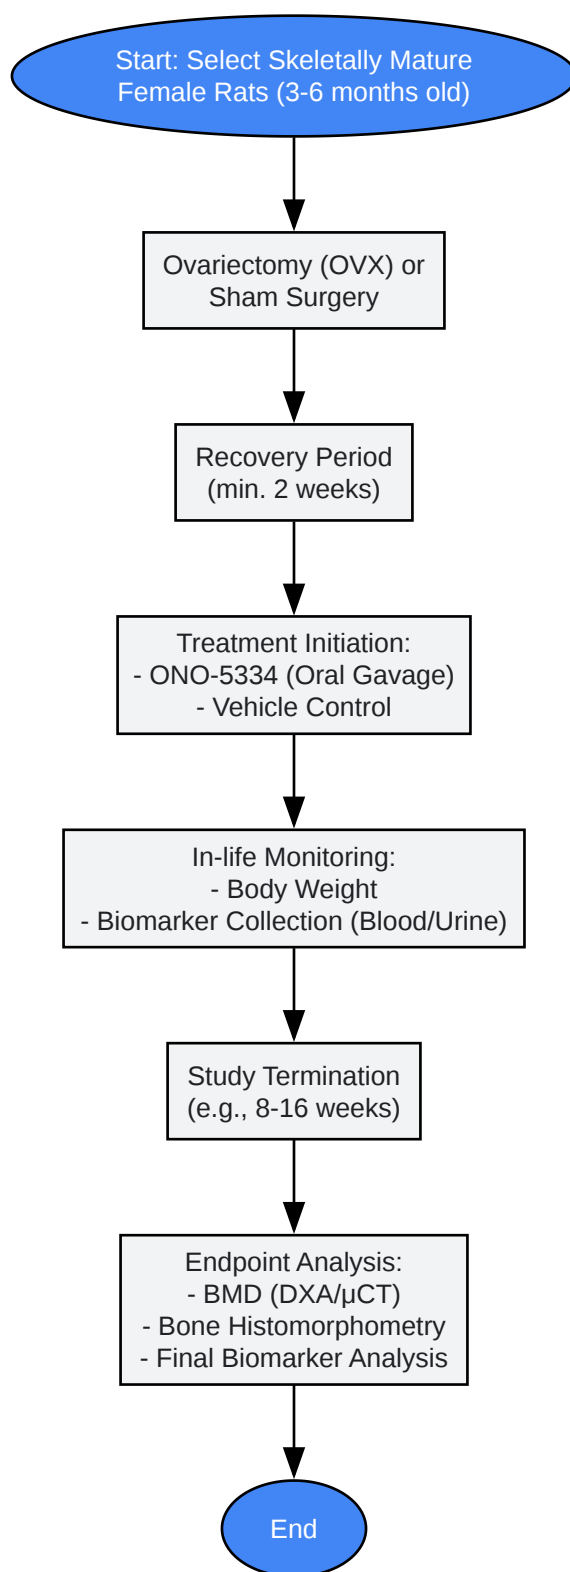 Start: Select Skeletally Mature
Female Rats (3-6 months old)
Ovariectomy (OVX) or
Sham Surgery
Recovery Period
(min. 2 weeks)
Treatment Initiation:
- ONO-5334 (Oral Gavage)
- Vehicle Control
In-life Monitoring:
- Body Weight
- Biomarker Collection (Blood/Urine)
Study Termination
(e.g., 8-16 weeks)
Endpoint Analysis:
- BMD (DXA/μCT)
- Bone Histomorphometry
- Final Biomarker Analysis
End